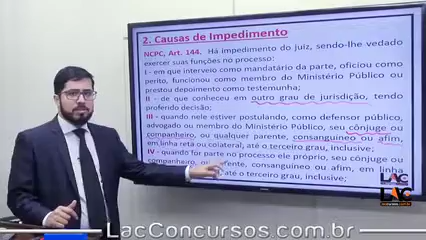 2. Causas de Impedimento
NCPC, Art. 144. Há impedimento do juiz, sendo-lhe vedado
exercer suas funções no processo:
I - em que interveio como mandatário da parte, oficiou como
perito, funcionou como membro do Ministério Público ou
prestou depoimento como testemunha;
II - de que conheceu em outro grau de jurisdição, tendo
proferido decisão;
III - quando nele estiver postulando, como defensor público,
advogado ou membro do Ministério Público, seu cônjuge ou
companheiro, ou qualquer parente, consanguíneo ou afim,
em linha reta ou colateral, até o terceiro grau, inclusive;
IV - quando for parte no processo ele próprio, seu cônjuge ou
companheiro, ou parente, consanguíneo ou afim, em linha
até o terceiro grau, inclusive;
LAC
LacConcursos.com.br